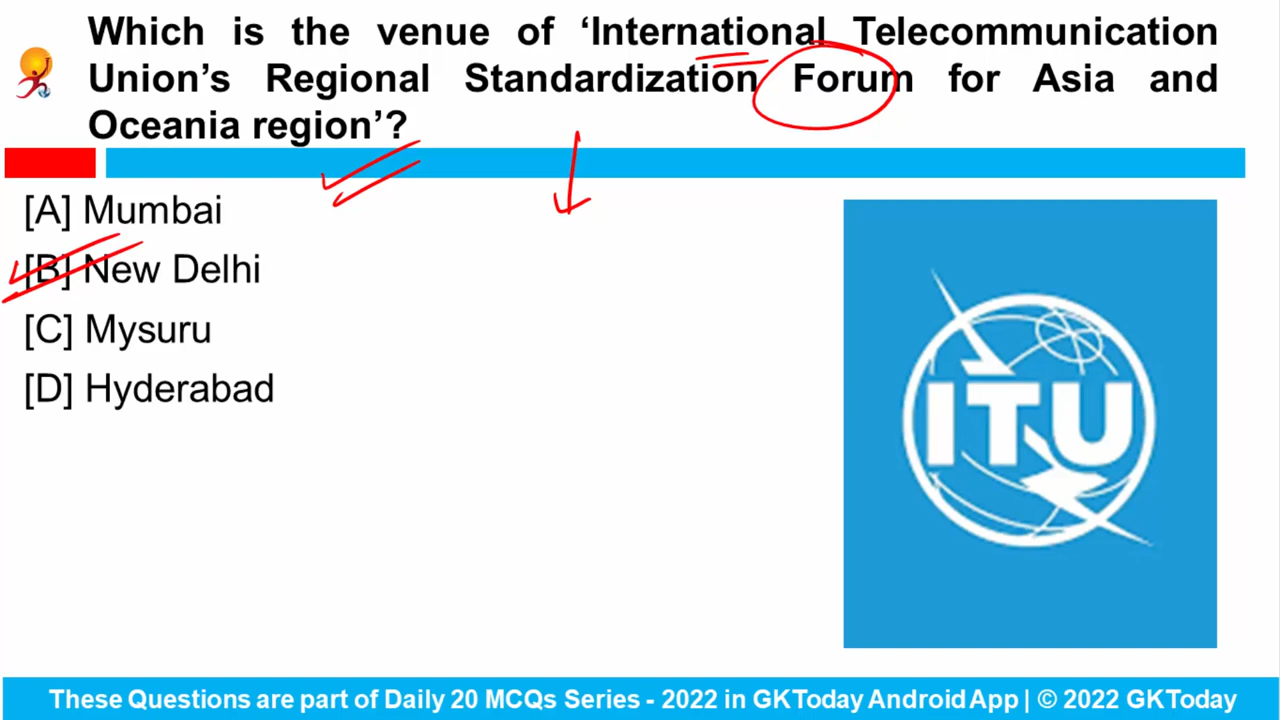 Which is the venue of ‘International Telecommunication
Union’s Regional Standardization Forum for Asia and
Oceania region’?
[A] Mumbai
[B] New Delhi
[C] Mysuru
[D] Hyderabad
ITU
These Questions are part of Daily 20 MCQs Series - 2022 in GKToday Android App | © 2022 GKToday